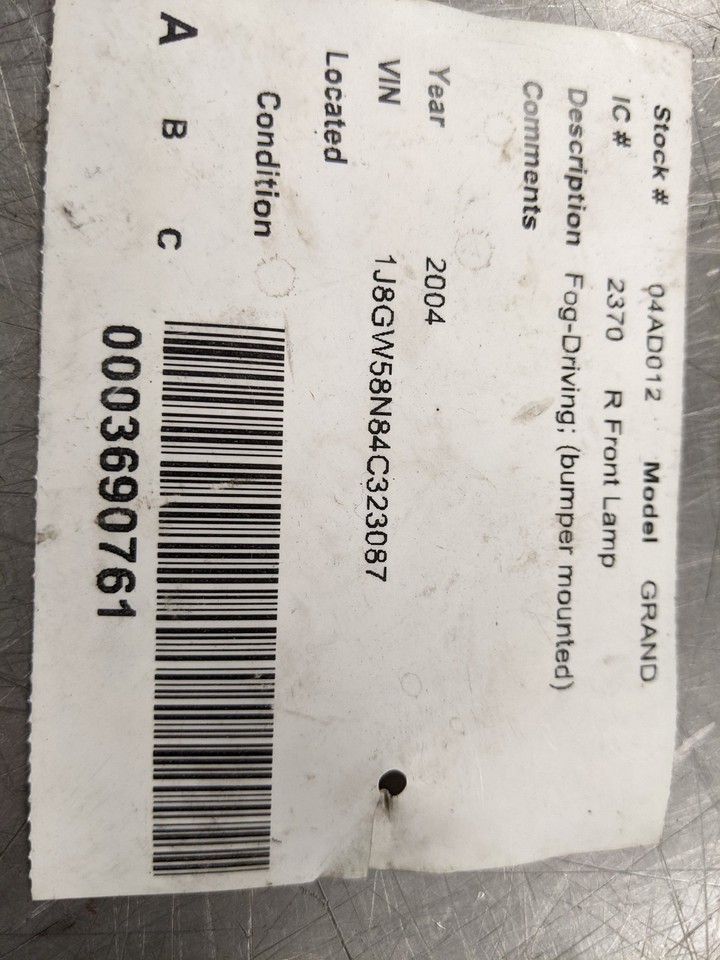 Stock # 04AD012 Model GRAND
IC # 2370 R Front Lamp
Description Fog-Driving; (bumper mounted)
Comments
Year 2004
VIN 1J8GW58N84C323087
Located
Condition
A B C
0003690761